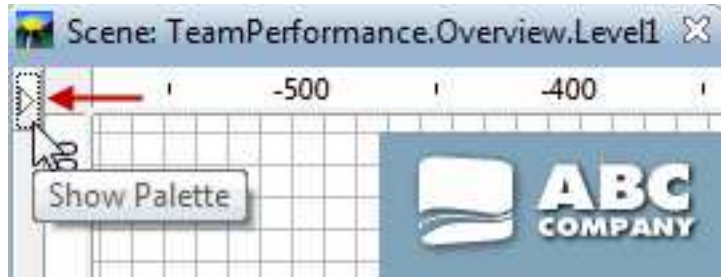 Scene: TeamPerformance.Overview.Level1
-500 -400
Show Palette
ABC
COMPANY